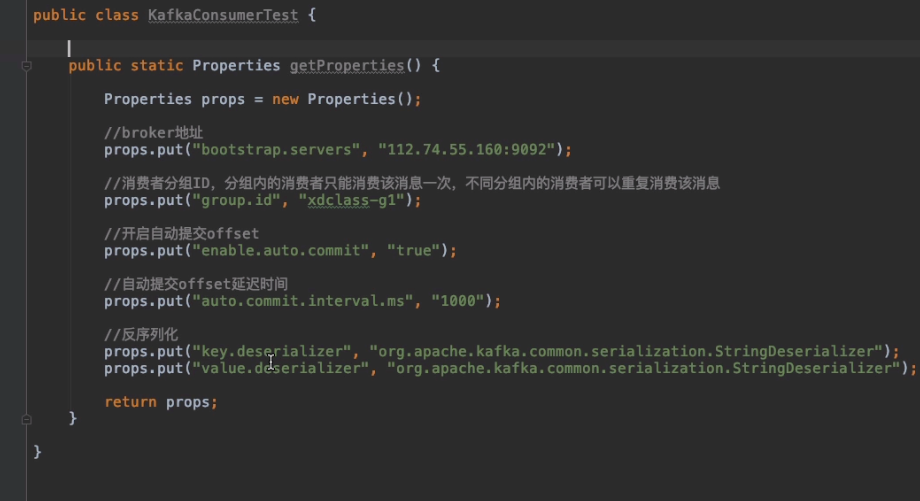 public class KafkaConsumerTest {
public static Properties getProperties() {
Properties props = new Properties();
//broker地址
props.put("bootstrap.servers", "112.74.55.160:9092");
//消费者分组ID，分组内的消费者只能消费该消息一次，不同分组内的消费者可以重复消费该消息
props.put("group.id", "xdclass-g1");
//开启自动提交offset
props.put("enable.auto.commit", "true");
//自动提交offset延迟时间
props.put("auto.commit.interval.ms", "1000");
//反序列化
props.put("key.deserializer", "org.apache.kafka.common.serialization.StringDeserializer");
props.put("value.deserializer", "org.apache.kafka.common.serialization.StringDeserializer");
return props;
}
}